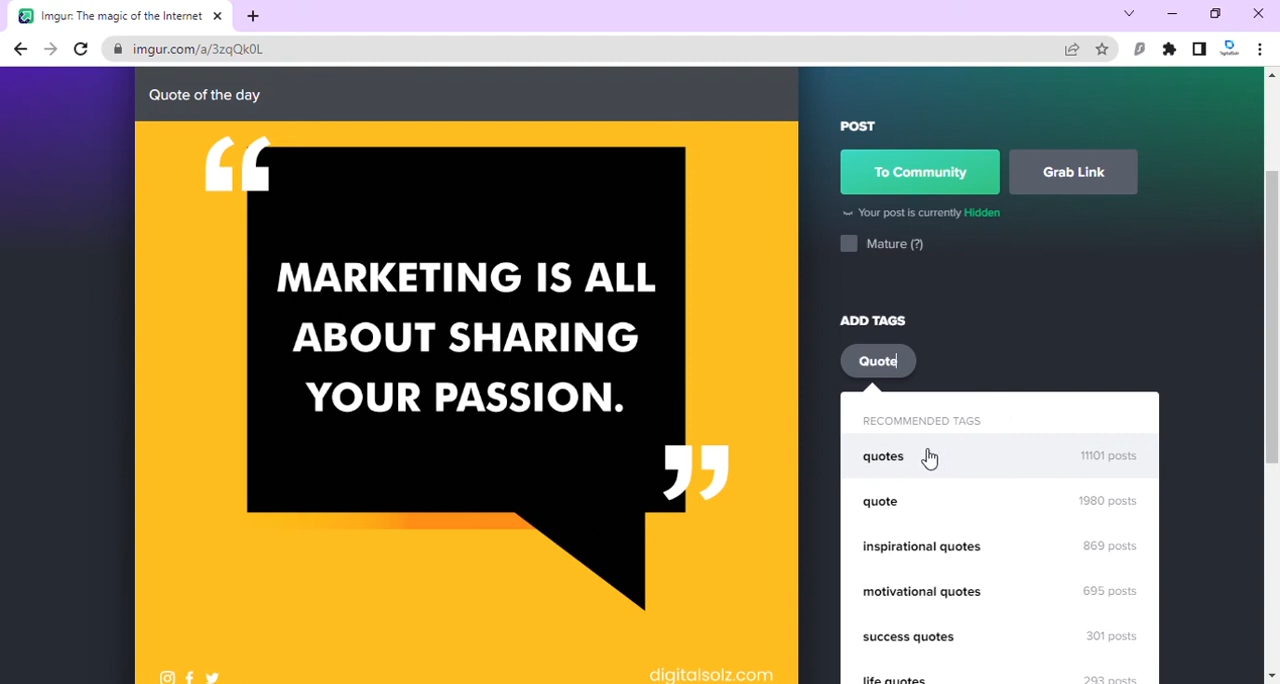 Imgur: The magic of the Internet
imgur.com/a/3zqQk0L
Quote of the day
“
MARKETING IS ALL
ABOUT SHARING
YOUR PASSION.
”
digitalsolz.com
POST
To Community
Grab Link
Your post is currently Hidden
Mature (?)
ADD TAGS
Quote
RECOMMENDED TAGS
quotes 11101 posts
quote 1980 posts
inspirational quotes 869 posts
motivational quotes 695 posts
success quotes 301 posts
life quotes 293 posts